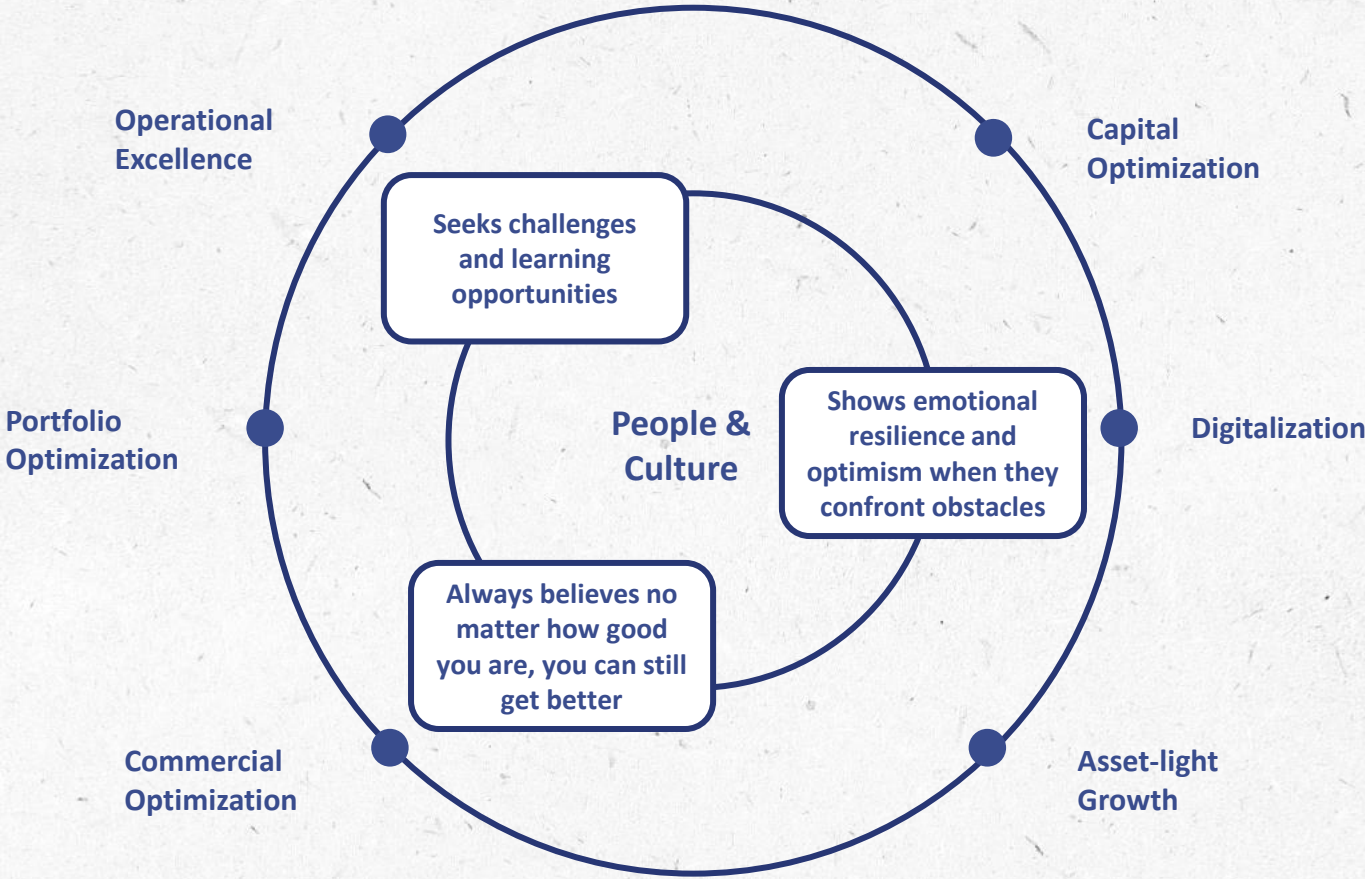 Operational
Excellence
Capital
Optimization
Seeks challenges
and learning
opportunities
Portfolio
Optimization
People &
Culture
Shows emotional
resilience and
optimism when they
confront obstacles
Digitalization
Always believes no
matter how good
you are, you can still
get better
Commercial
Optimization
Asset-light
Growth